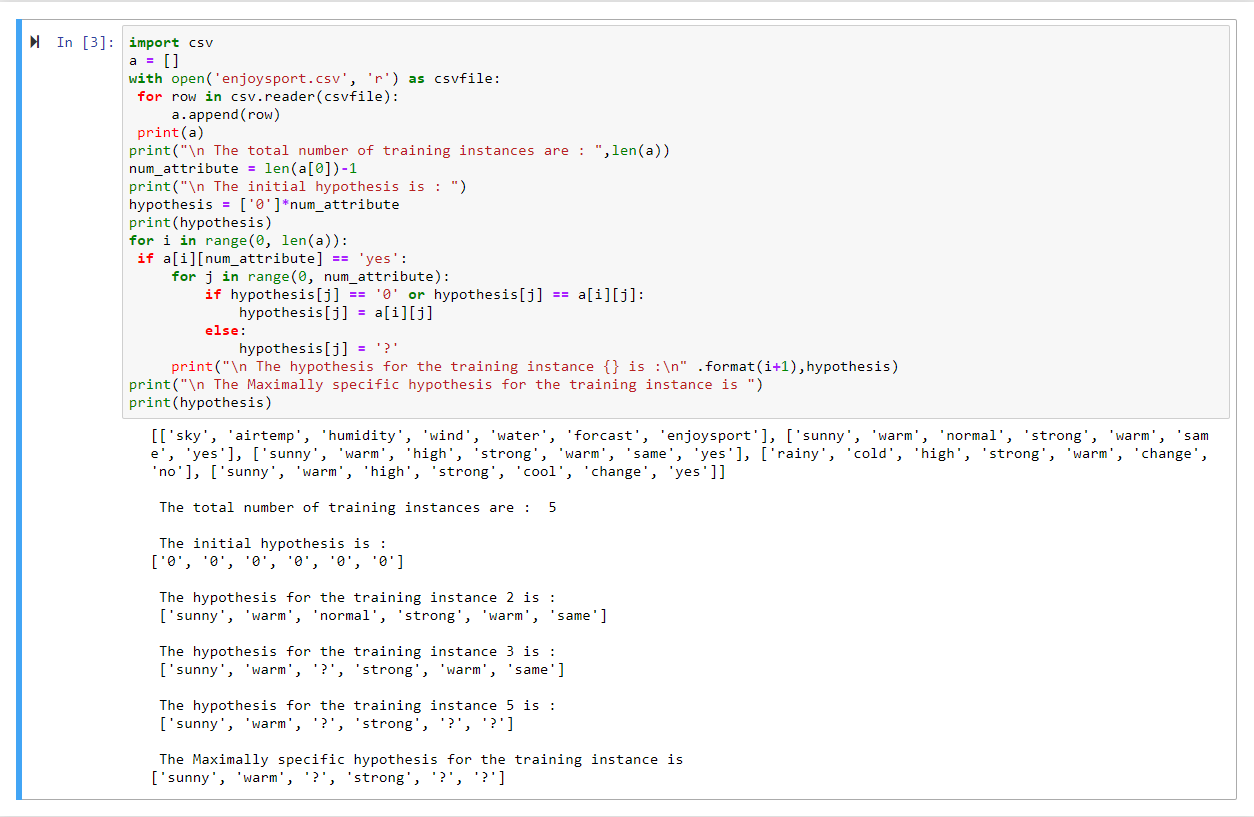 In [3]:
import csv
a = []
with open('enjoysport.csv', 'r') as csvfile:
 for row in csv.reader(csvfile):
     a.append(row)
 print(a)
print("\n The total number of training instances are : ",len(a))
num_attribute = len(a[0])-1
print("\n The initial hypothesis is : ")
hypothesis = ['0']*num_attribute
print(hypothesis)
for i in range(0, len(a)):
 if a[i][num_attribute] == 'yes':
     for j in range(0, num_attribute):
         if hypothesis[j] == '0' or hypothesis[j] == a[i][j]:
             hypothesis[j] = a[i][j]
         else:
             hypothesis[j] = '?'
     print("\n The hypothesis for the training instance {} is :\n" .format(i+1),hypothesis)
print("\n The Maximally specific hypothesis for the training instance is ")
print(hypothesis)
[['sky', 'airtemp', 'humidity', 'wind', 'water', 'forcast', 'enjoysport'], ['sunny', 'warm', 'normal', 'strong', 'warm', 'sam
e', 'yes'], ['sunny', 'warm', 'high', 'strong', 'warm', 'same', 'yes'], ['rainy', 'cold', 'high', 'strong', 'warm', 'change',
'no'], ['sunny', 'warm', 'high', 'strong', 'cool', 'change', 'yes']]
 The total number of training instances are :  5
 The initial hypothesis is :
['0', '0', '0', '0', '0', '0']
 The hypothesis for the training instance 2 is :
 ['sunny', 'warm', 'normal', 'strong', 'warm', 'same']
 The hypothesis for the training instance 3 is :
 ['sunny', 'warm', '?', 'strong', 'warm', 'same']
 The hypothesis for the training instance 5 is :
 ['sunny', 'warm', '?', 'strong', '?', '?']
 The Maximally specific hypothesis for the training instance is
['sunny', 'warm', '?', 'strong', '?', '?']